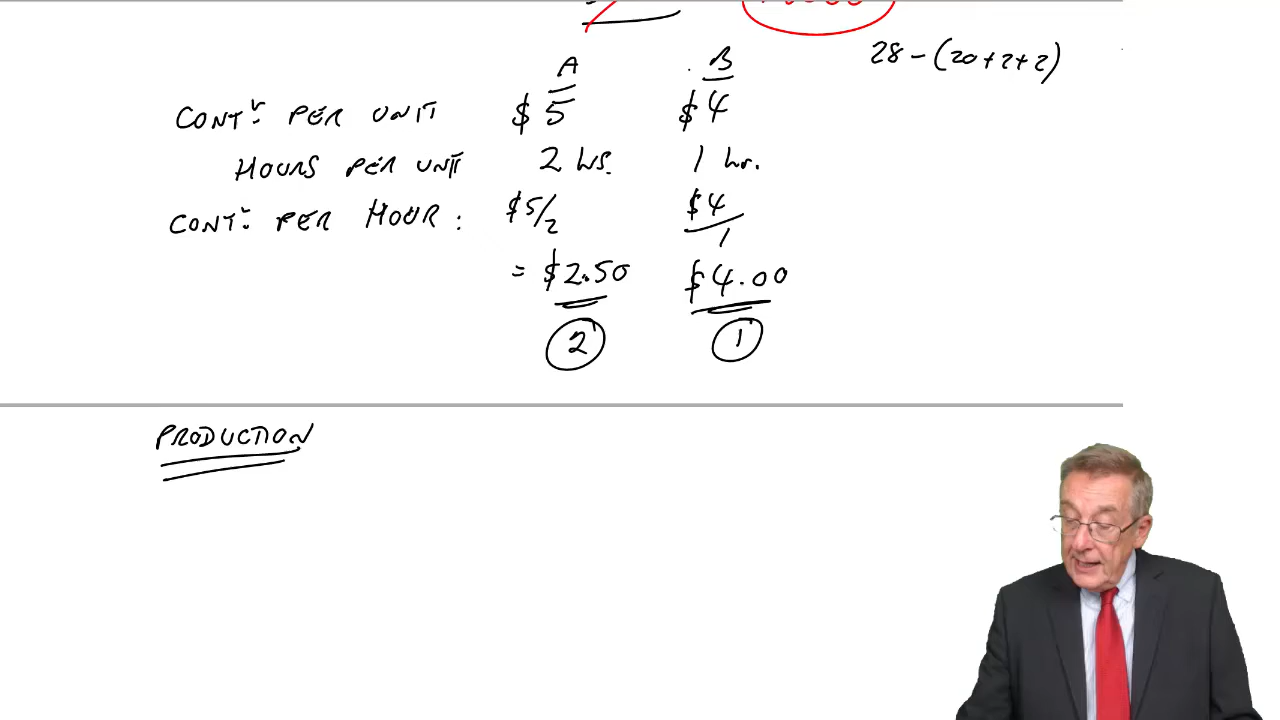 A B 28 - (20+2+2)
CONT'N PER UNIT $5 $4
HOURS PER UNIT 2 hrs. 1 hr.
CONT'N PER HOUR : $5/2 $4/1
= $2.50 $4.00
2 1
PRODUCTION